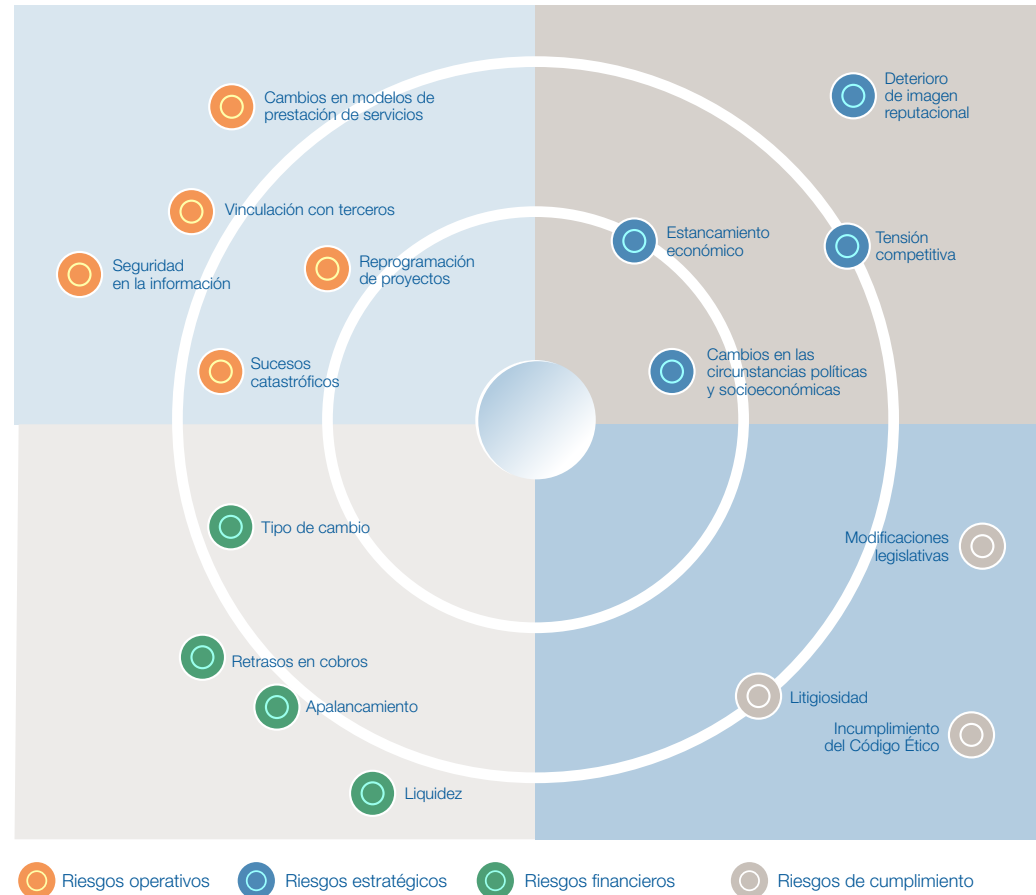 Cambios en modelos de
prestación de servicios
Vinculación con terceros
Seguridad
en la información
Reprogramación
de proyectos
Sucesos
catastróficos
Deterioro
de imagen
reputacional
Estancamiento
económico
Tensión
competitiva
Cambios en las
circunstancias políticas
y socioeconómicas
Tipo de cambio
Retrasos en cobros
Apalancamiento
Liquidez
Modificaciones
legislativas
Litigiosidad
Incumplimiento
del Código Ético
Riesgos operativos
Riesgos estratégicos
Riesgos financieros
Riesgos de cumplimiento